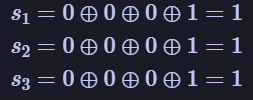 s₁ = 0 ⊕ 0 ⊕ 0 ⊕ 1 = 1
s₂ = 0 ⊕ 0 ⊕ 0 ⊕ 1 = 1
s₃ = 0 ⊕ 0 ⊕ 0 ⊕ 1 = 1